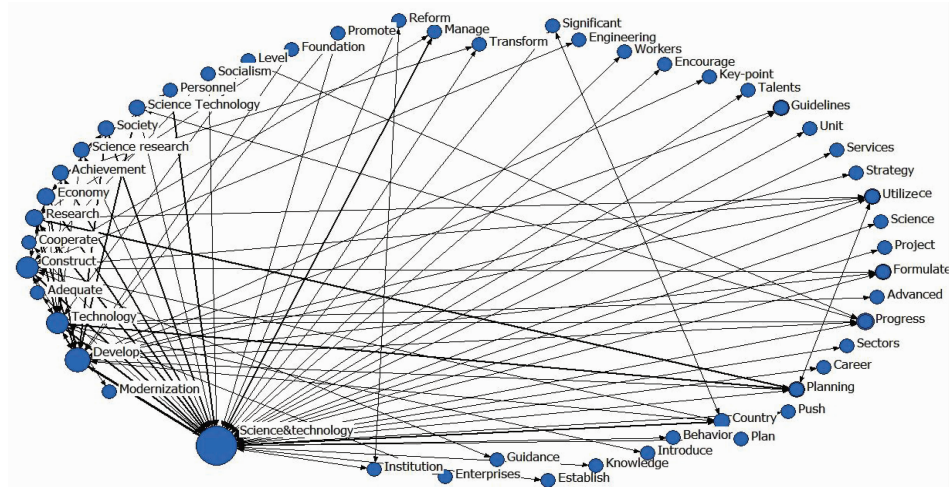 Reform
Significant
Promote
Manage
Engineering
Foundation
Transform
Workers
Level
Encourage
Socialism
Key-point
Personnel
Talents
Science Technology
Guidelines
Society
Unit
Science research
Services
Achievement
Strategy
Economy
Utilizece
Research
Science
Cooperate
Project
Construct
Formulate
Adequate
Advanced
Technology
Progress
Develop
Sectors
Career
Modernization
Planning
Push
Country
Science&technology
Behavior
Plan
Introduce
Guidance
Knowledge
Institution
Enterprises
Establish